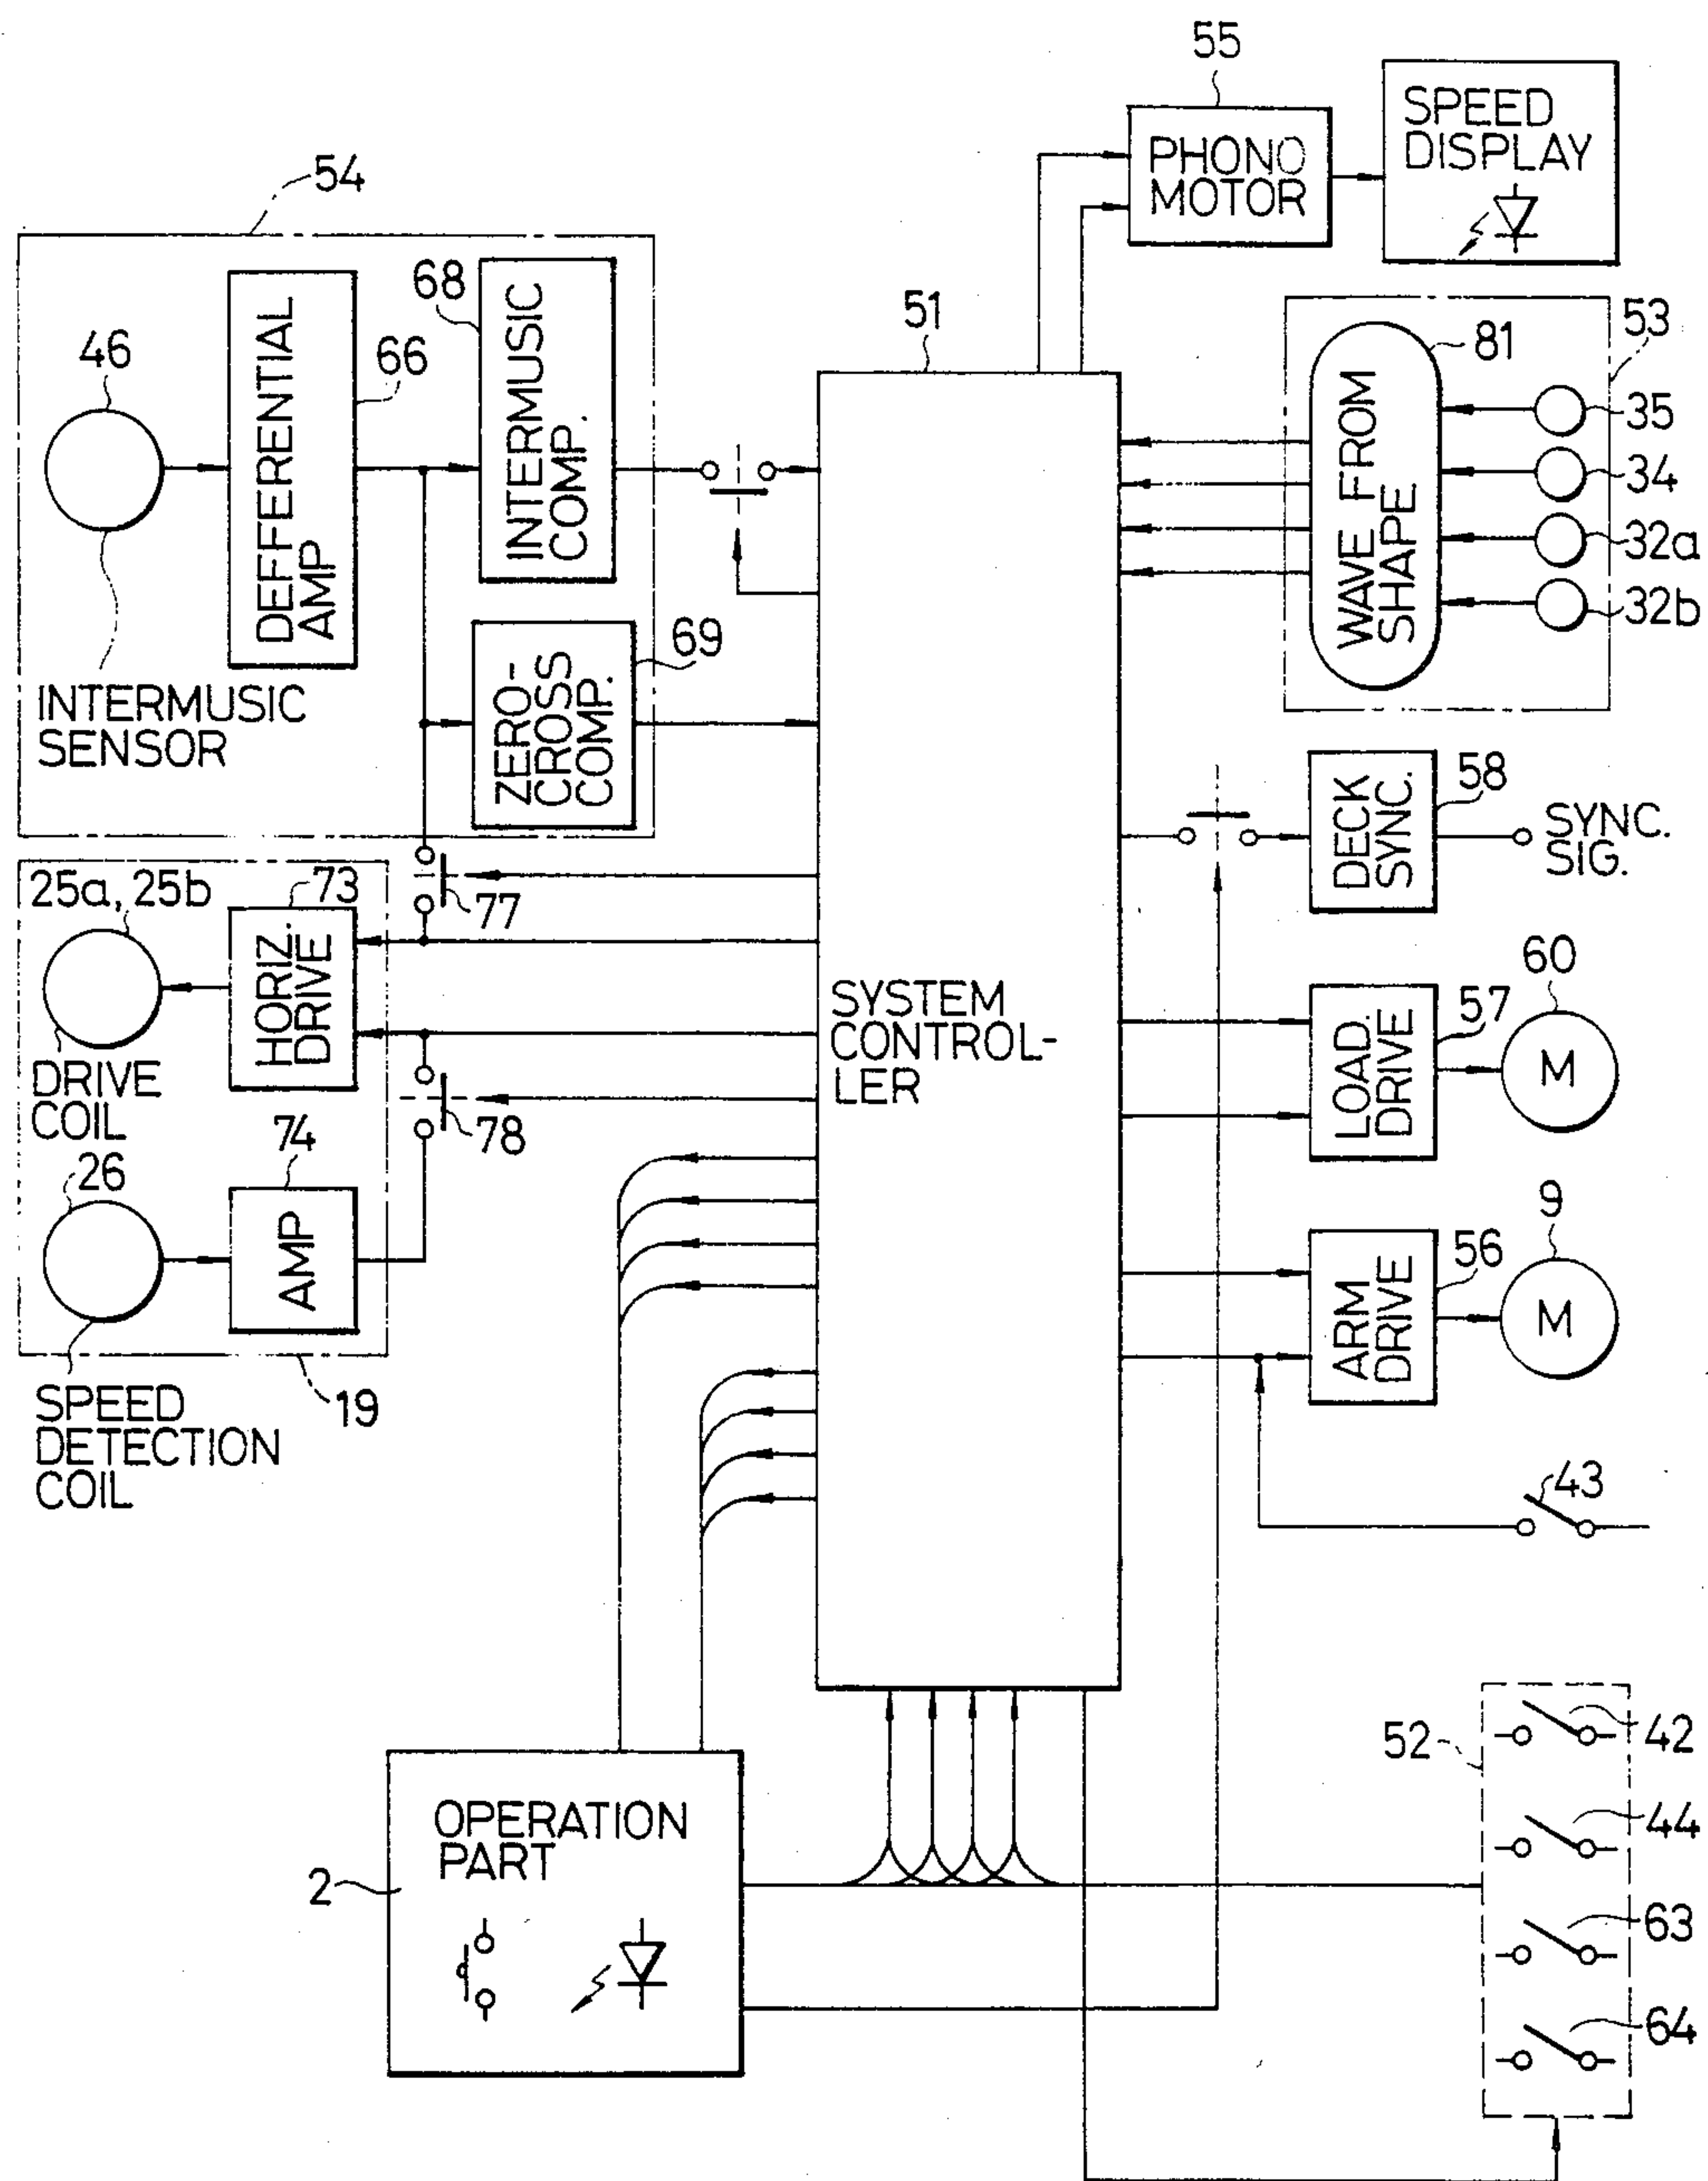 55
SPEED
DISPLAY
PHONO
MOTOR
54
68
INTERMUSIC
COMP.
51
53
81
46
DEFFERENTIAL
AMP
66
WAVE FROM
SHAPE
35
34
32a
32b
69
INTERMUSIC
SENSOR
ZERO-
CROSS
COMP.
58
DECK
SYNC.
SYNC.
SIG.
25a, 25b
73
77
HORIZ.
DRIVE
60
57
SYSTEM
CONTROL-
LER
LOAD.
DRIVE
M
DRIVE
COIL
74
78
26
AMP
9
56
ARM
DRIVE
M
SPEED
DETECTION
COIL
19
43
52
42
OPERATION
PART
44
2
63
64